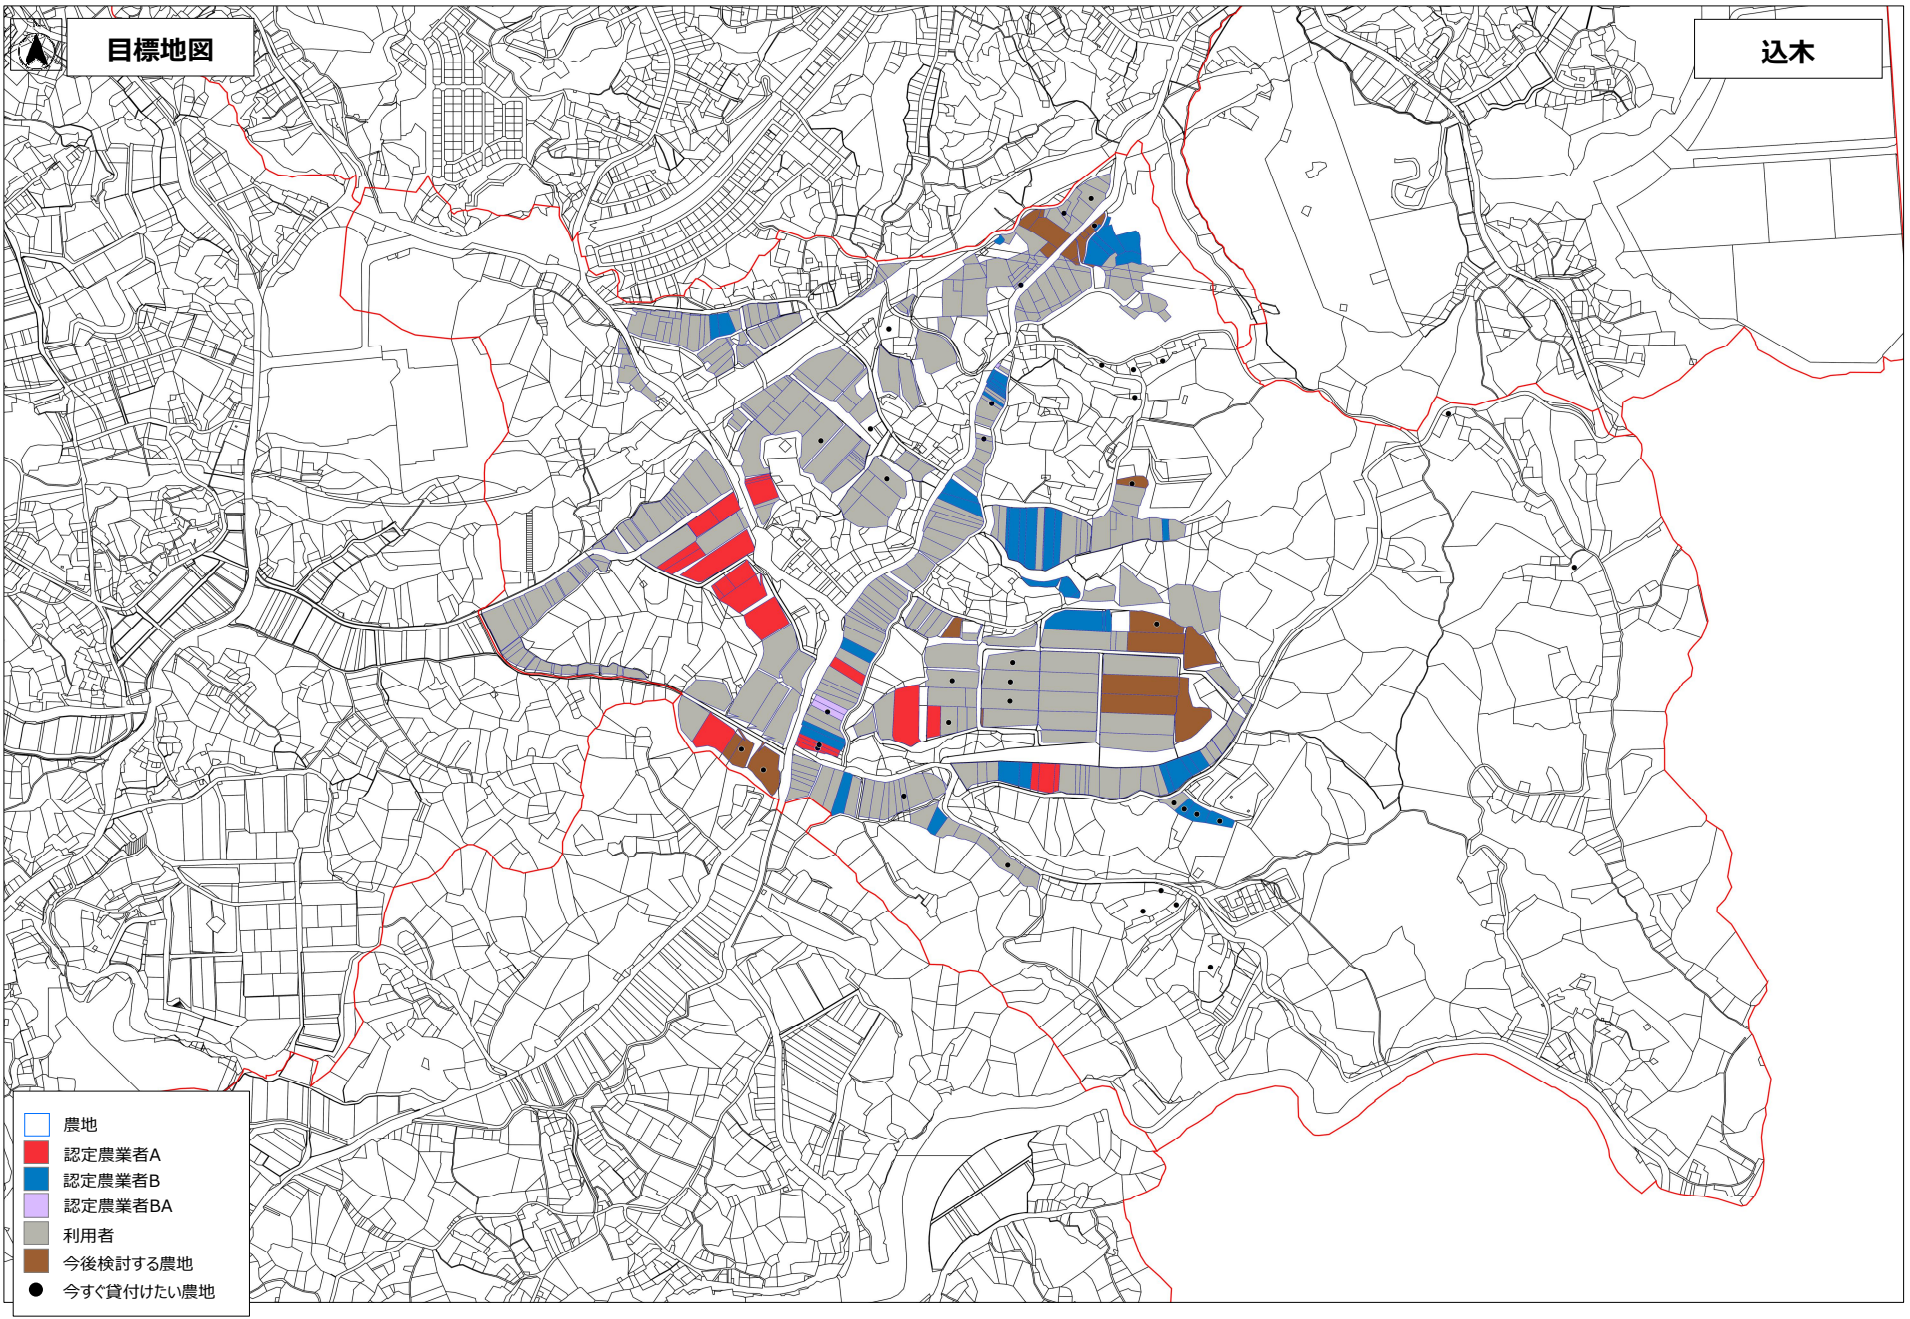 目標地図
込木
農地
認定農業者A
認定農業者B
認定農業者BA
利用者
今後検討する農地
今すぐ貸付けたい農地